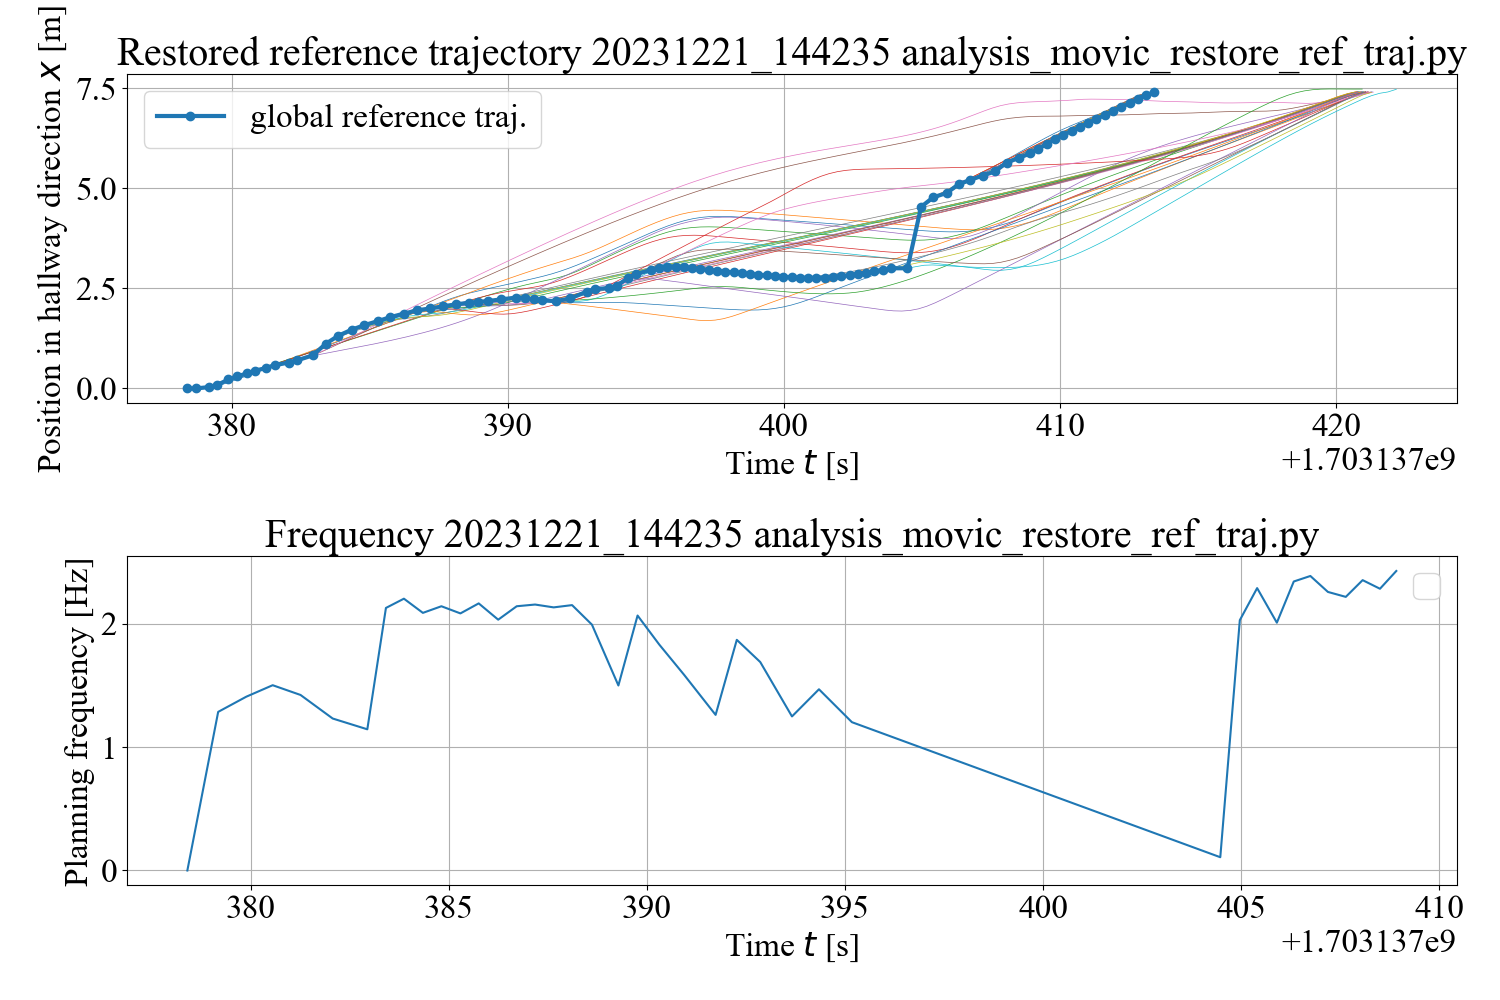 Restored reference trajectory 20231221_144235 analysis_movic_restore_ref_traj.py
Position in hallway direction x [m]
7.5
5.0
2.5
0.0
global reference traj.
380 390 400 410 420
Time t [s]
+1.703137e9
Frequency 20231221_144235 analysis_movic_restore_ref_traj.py
Planning frequency [Hz]
2
1
0
380 385 390 395 400 405 410
Time t [s]
+1.703137e9